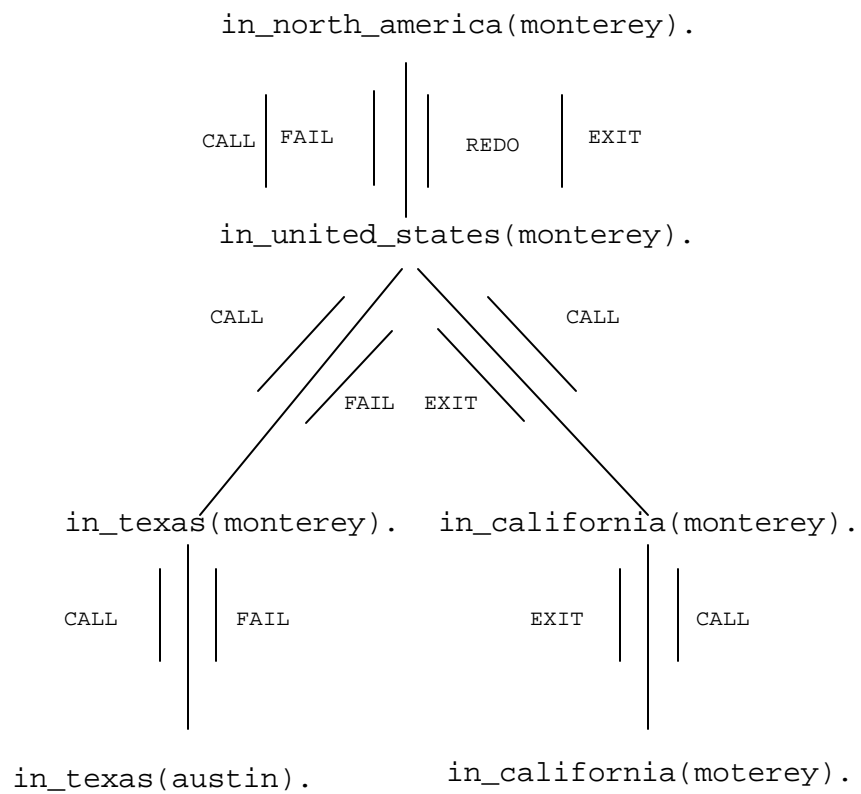 in_north_america(monterey).
CALL FAIL REDO EXIT
in_united_states(monterey).
CALL CALL
FAIL EXIT
in_texas(monterey). in_california(monterey).
CALL FAIL EXIT CALL
in_texas(austin). in_california(moterey).